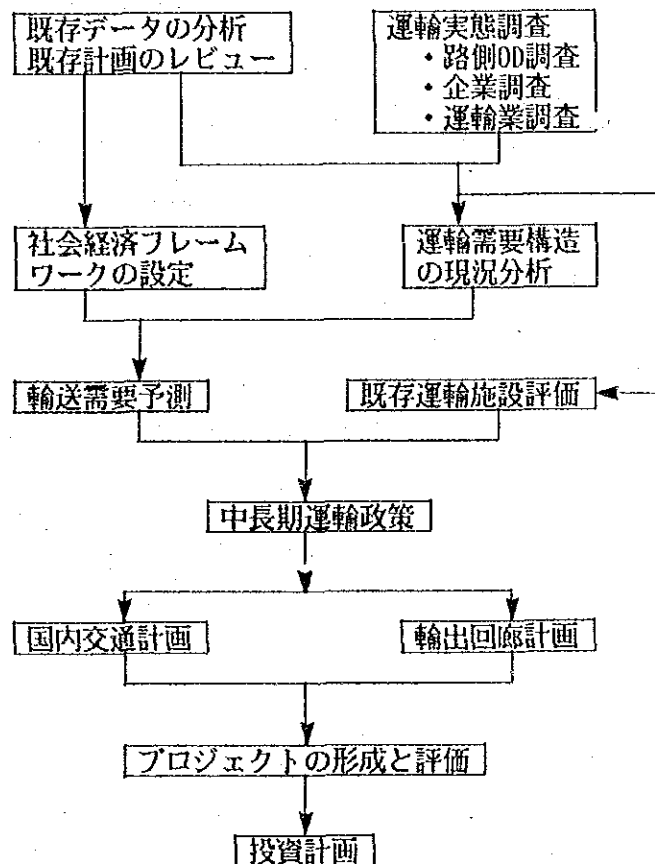 既存データの分析
既存計画のレビュー
運輸実態調査
・路側OD調査
・企業調査
・運輸業調査
社会経済フレーム
ワークの設定
運輸需要構造
の現況分析
輸送需要予測
既存運輸施設評価
中長期運輸政策
国内交通計画
輸出回廊計画
プロジェクトの形成と評価
投資計画